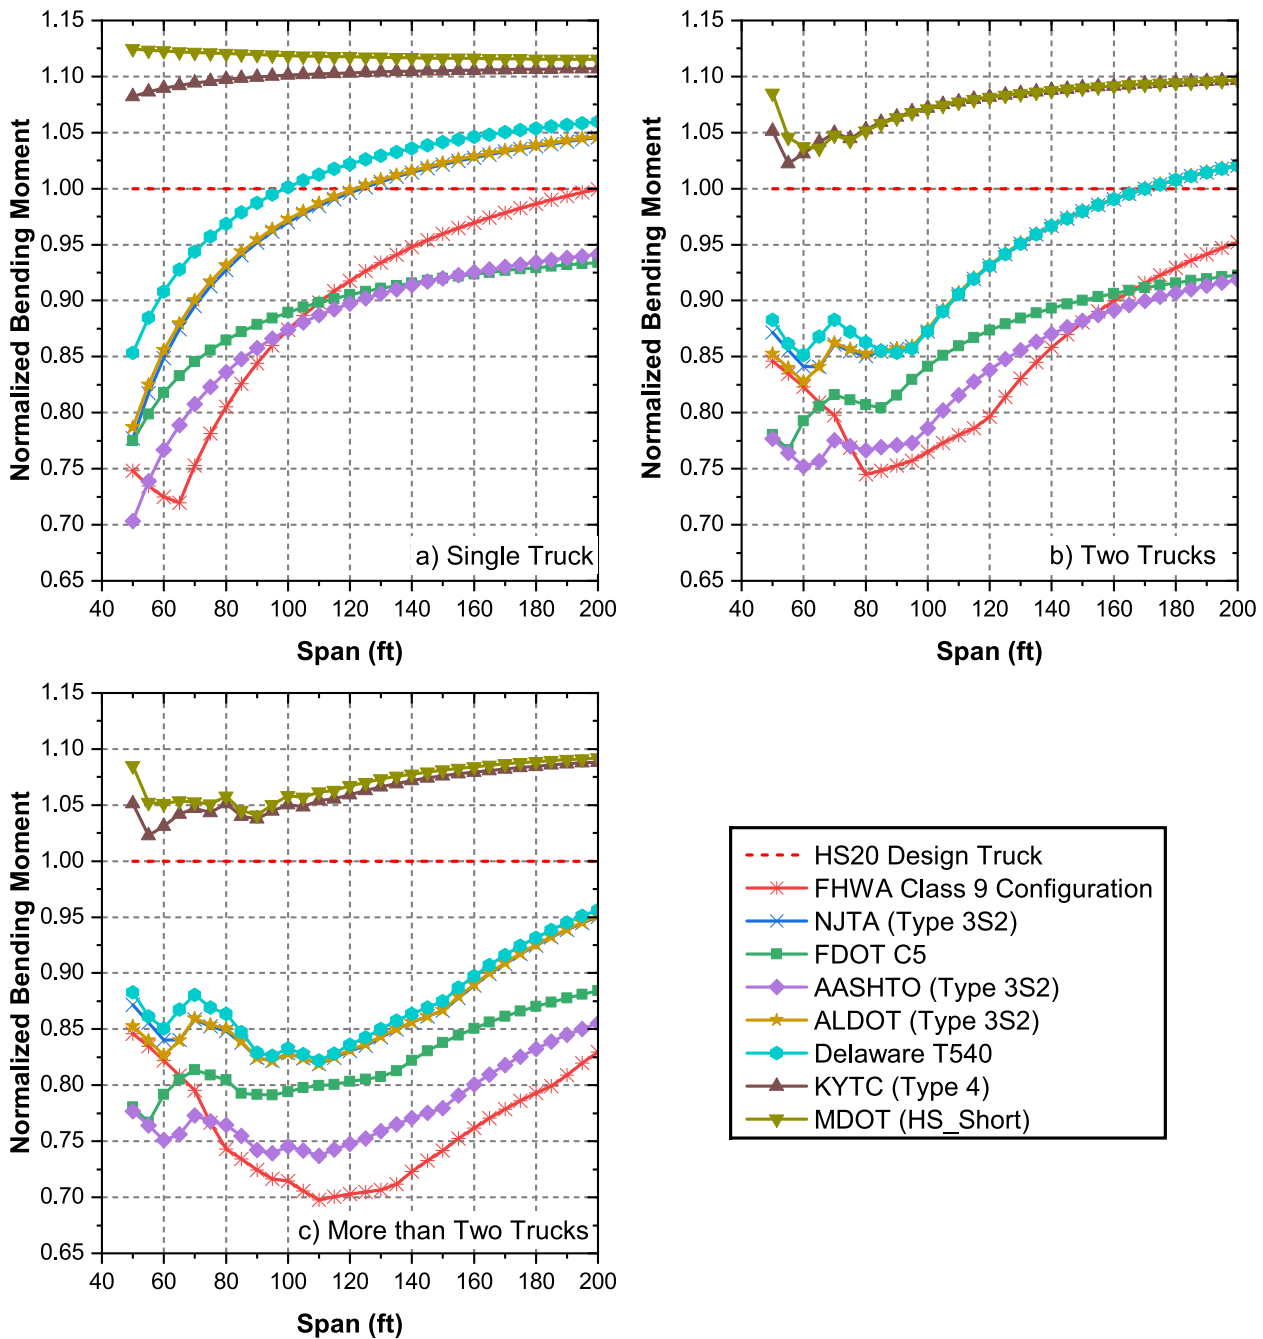 1.15
1.10
1.05
1.00
0.95
0.90
0.85
0.80
0.75
0.70
0.65
Normalized Bending Moment
40 60 80 100 120 140 160 180 200
Span (ft)
a) Single Truck
1.15
1.10
1.05
1.00
0.95
0.90
0.85
0.80
0.75
0.70
0.65
Normalized Bending Moment
40 60 80 100 120 140 160 180 200
Span (ft)
b) Two Trucks
1.15
1.10
1.05
1.00
0.95
0.90
0.85
0.80
0.75
0.70
0.65
Normalized Bending Moment
40 60 80 100 120 140 160 180 200
Span (ft)
c) More than Two Trucks
HS20 Design Truck
FHWA Class 9 Configuration
NJTA (Type 3S2)
FDOT C5
AASHTO (Type 3S2)
ALDOT (Type 3S2)
Delaware T540
KYTC (Type 4)
MDOT (HS_Short)